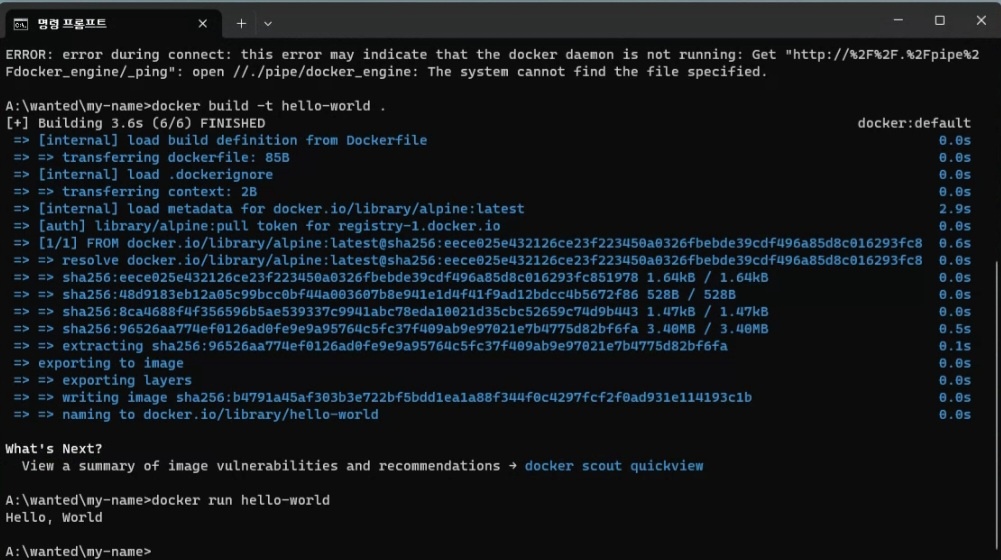 명령 프롬프트
ERROR: error during connect: this error may indicate that the docker daemon is not running: Get "http://%2F%2F.%2Fpipe%2
Fdocker_engine/_ping": open //./pipe/docker_engine: The system cannot find the file specified.
A:\wanted\my-name>docker build -t hello-world .
[+] Building 3.6s (6/6) FINISHED docker:default
=> [internal] load build definition from Dockerfile 0.0s
=> => transferring dockerfile: 85B 0.0s
=> [internal] load .dockerignore 0.0s
=> => transferring context: 2B 0.0s
=> [internal] load metadata for docker.io/library/alpine:latest 2.9s
=> [auth] library/alpine:pull token for registry-1.docker.io 0.0s
=> [1/1] FROM docker.io/library/alpine:latest@sha256:eece025e432126ce23f223450a0326fbebde39cdf496a85d8c016293fc8 0.6s
=> => resolve docker.io/library/alpine:latest@sha256:eece025e432126ce23f223450a0326fbebde39cdf496a85d8c016293fc8 0.0s
=> => sha256:eece025e432126ce23f223450a0326fbebde39cdf496a85d8c016293fc851978 1.64kB / 1.64kB 0.0s
=> => sha256:48d9183eb12a05c99bcc0bf44a003607b8e941e1d4f41f9ad12bdcc4b5672f86 528B / 528B 0.0s
=> => sha256:8ca4688f4f356596b5ae539337c9941abc78eda10021d35cbc52659c74d9b443 1.47kB / 1.47kB 0.0s
=> => sha256:96526aa774ef0126ad0fe9e9a95764c5fc37f409ab9e97021e7b4775d82bf6fa 3.40MB / 3.40MB 0.5s
=> => extracting sha256:96526aa774ef0126ad0fe9e9a95764c5fc37f409ab9e97021e7b4775d82bf6fa 0.1s
=> exporting to image 0.0s
=> => exporting layers 0.0s
=> => writing image sha256:b4791a45af303b3e722bf5bdd1ea1a88f344f0c4297fcf2f0ad931e114193c1b 0.0s
=> => naming to docker.io/library/hello-world 0.0s
What's Next?
View a summary of image vulnerabilities and recommendations → docker scout quickview
A:\wanted\my-name>docker run hello-world
Hello, World
A:\wanted\my-name>